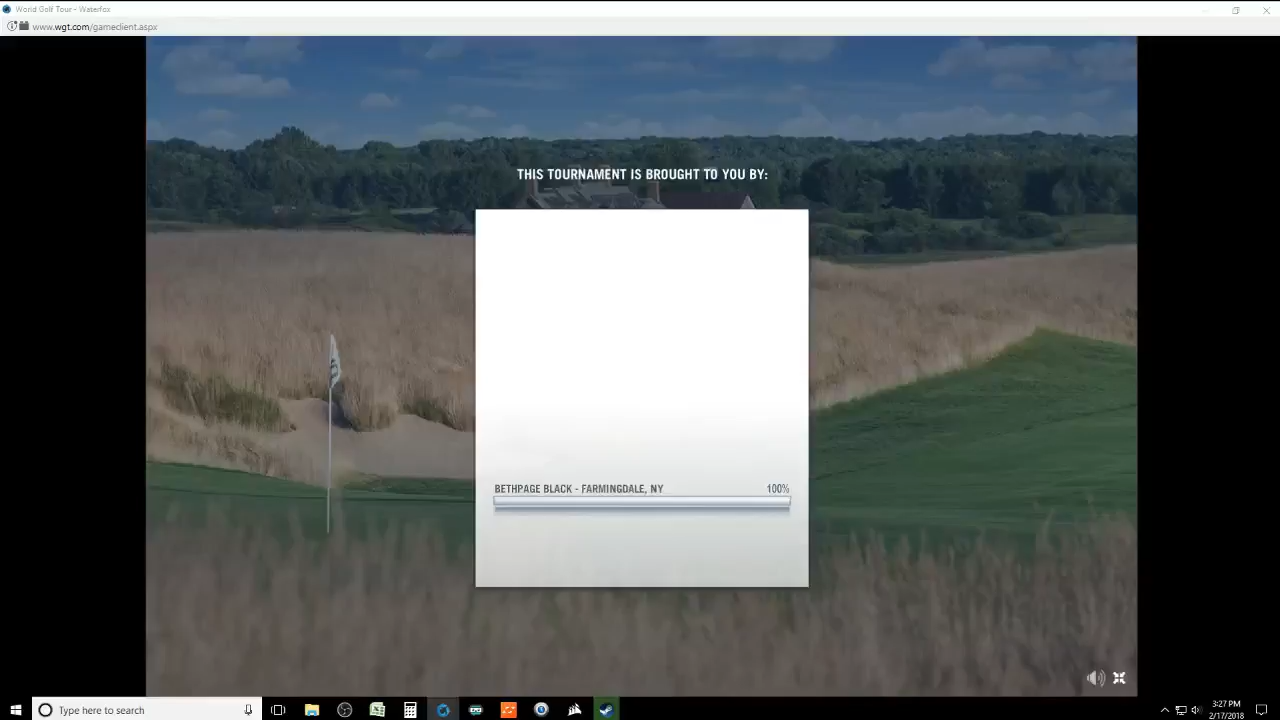 World Golf Tour - Waterfox
www.wgt.com/gameclient.aspx
THIS TOURNAMENT IS BROUGHT TO YOU BY:
BETHPAGE BLACK - FARMINGDALE, NY 100%
Type here to search
3:27 PM
2/17/2018